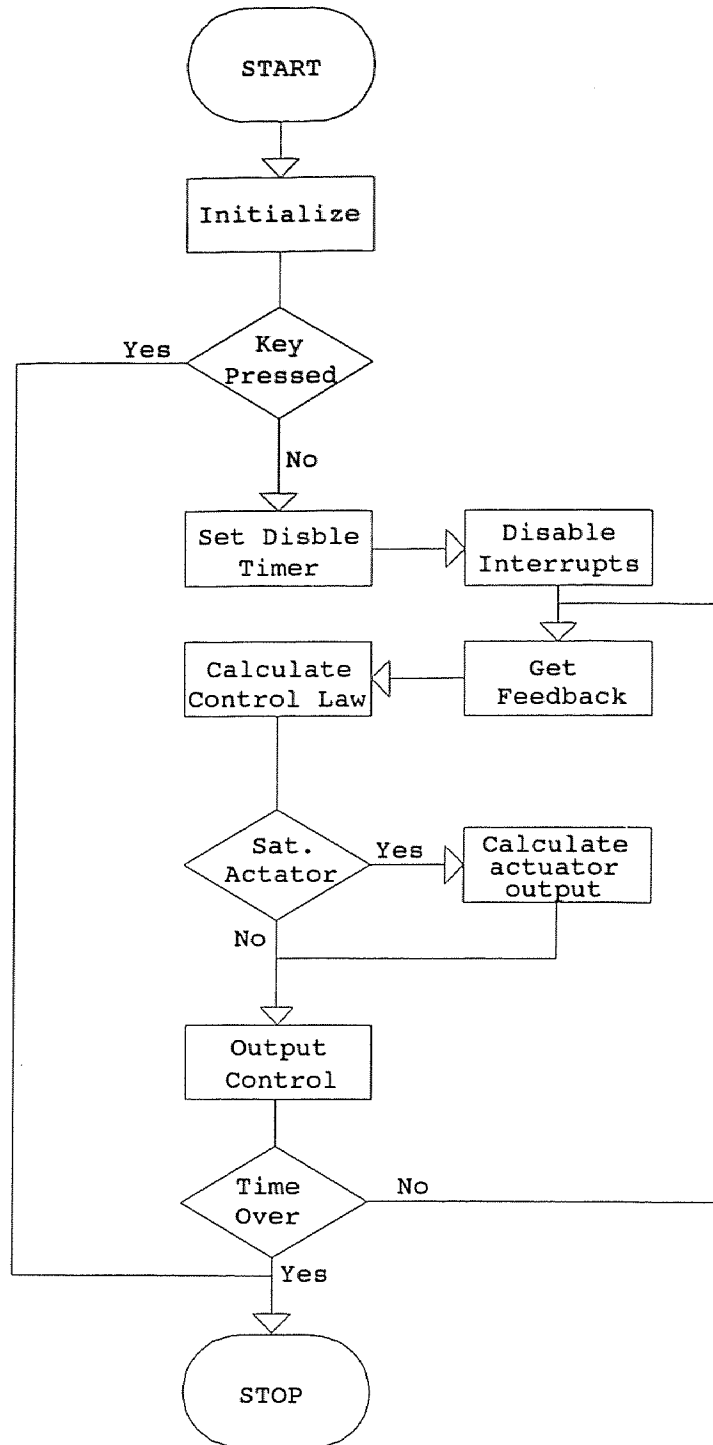 START
Initialize
Yes
Key
Pressed
No
Set Disble
Timer
Disable
Interrupts
Calculate
Control Law
Get
Feedback
Sat.
Actator
Yes
Calculate
actuator
output
No
Output
Control
Time
Over
No
Yes
STOP